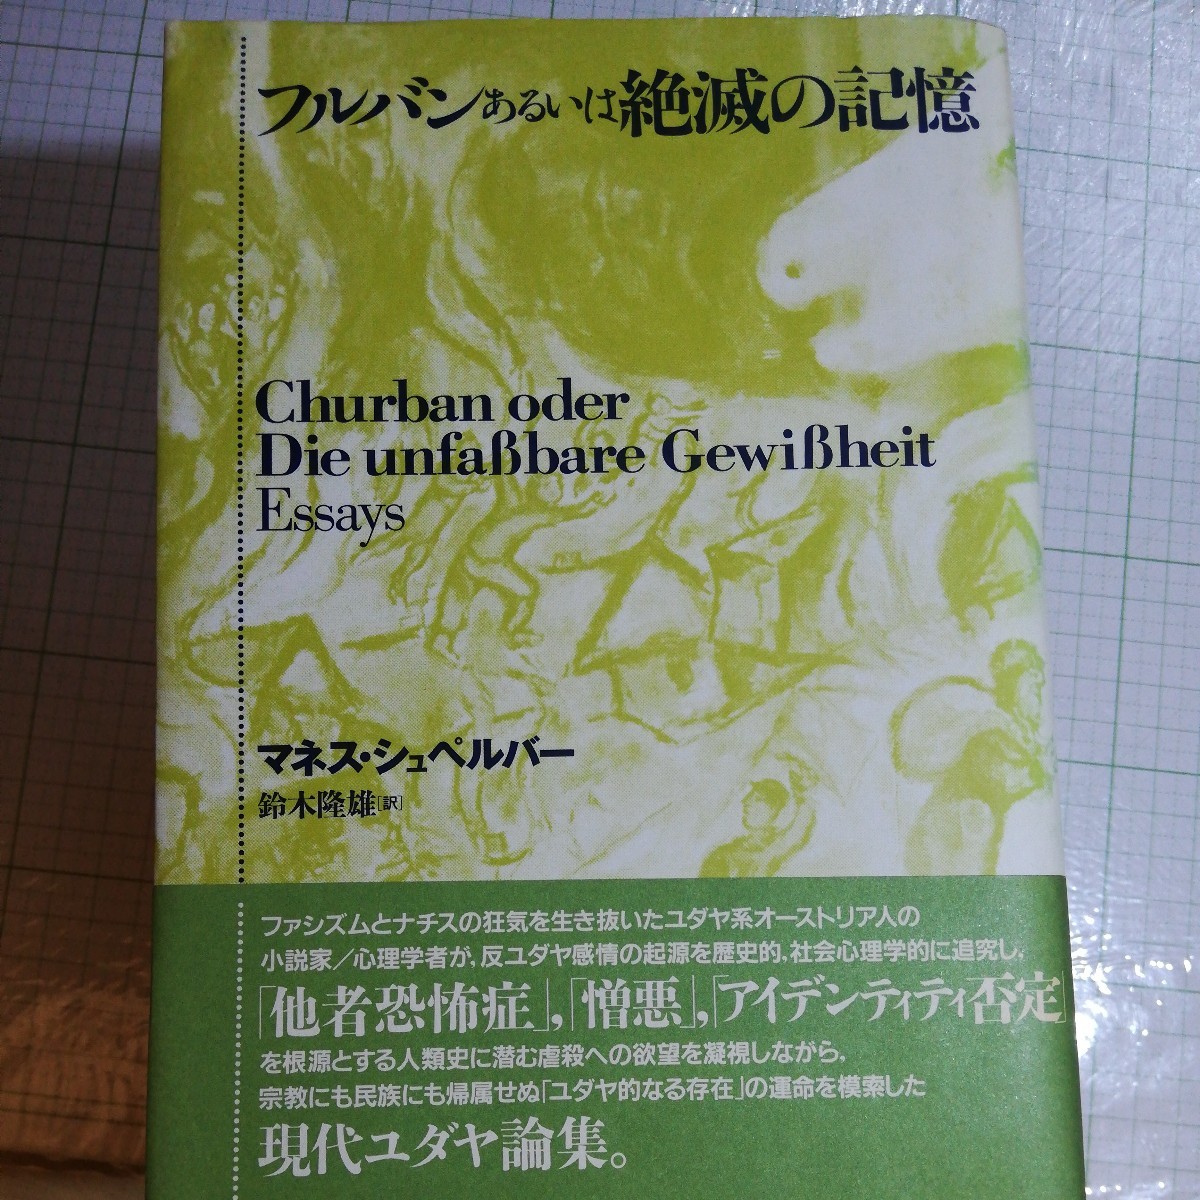 フルバンあるいは絶滅の記憶
Churban oder
Die unfaßbare Gewißheit
Essays
マネス・シュペルバー
鈴木隆雄[訳]
ファシズムとナチスの狂気を生き抜いたユダヤ系オーストリア人の
小説家／心理学者が,反ユダヤ感情の起源を歴史的,社会心理学的に追究し,
「他者恐怖症」,「憎悪」,「アイデンティティ否定」
を根源とする人類史に潜む虐殺への欲望を凝視しながら,
宗教にも民族にも帰属せぬ「ユダヤ的なる存在」の運命を模索した
現代ユダヤ論集。